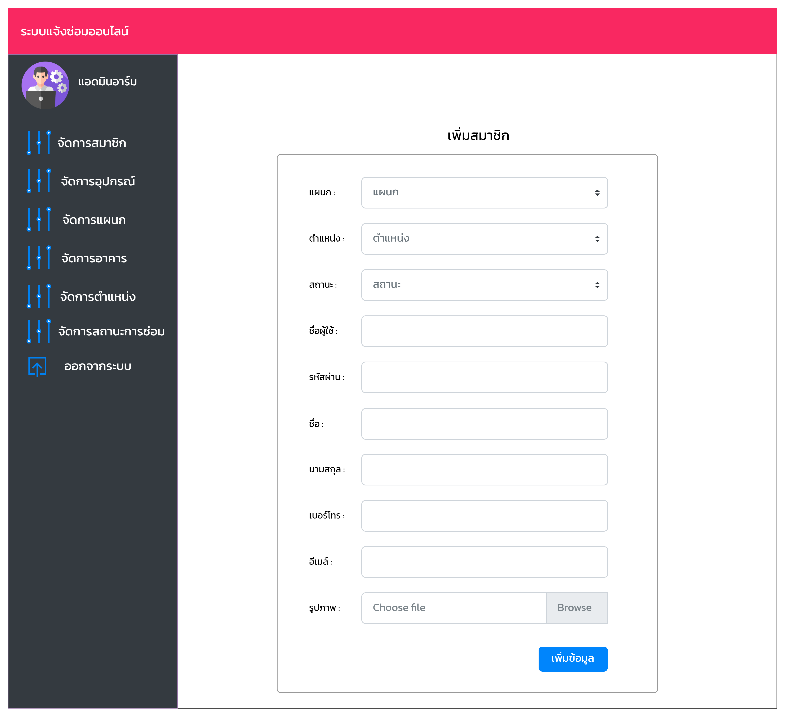 ระบบแจ้งซ่อมออนไลน์
แอดมินอาร์ม
จัดการสมาชิก
จัดการอุปกรณ์
จัดการแผนก
จัดการอาคาร
จัดการตำแหน่ง
จัดการสถานะการซ่อม
ออกจากระบบ
เพิ่มสมาชิก
แผนก : แผนก
ตำแหน่ง : ตำแหน่ง
สถานะ : สถานะ
ชื่อผู้ใช้ :
รหัสผ่าน :
ชื่อ :
นามสกุล :
เบอร์โทร :
อีเมล์ :
รูปภาพ : Choose file Browse
เพิ่มข้อมูล